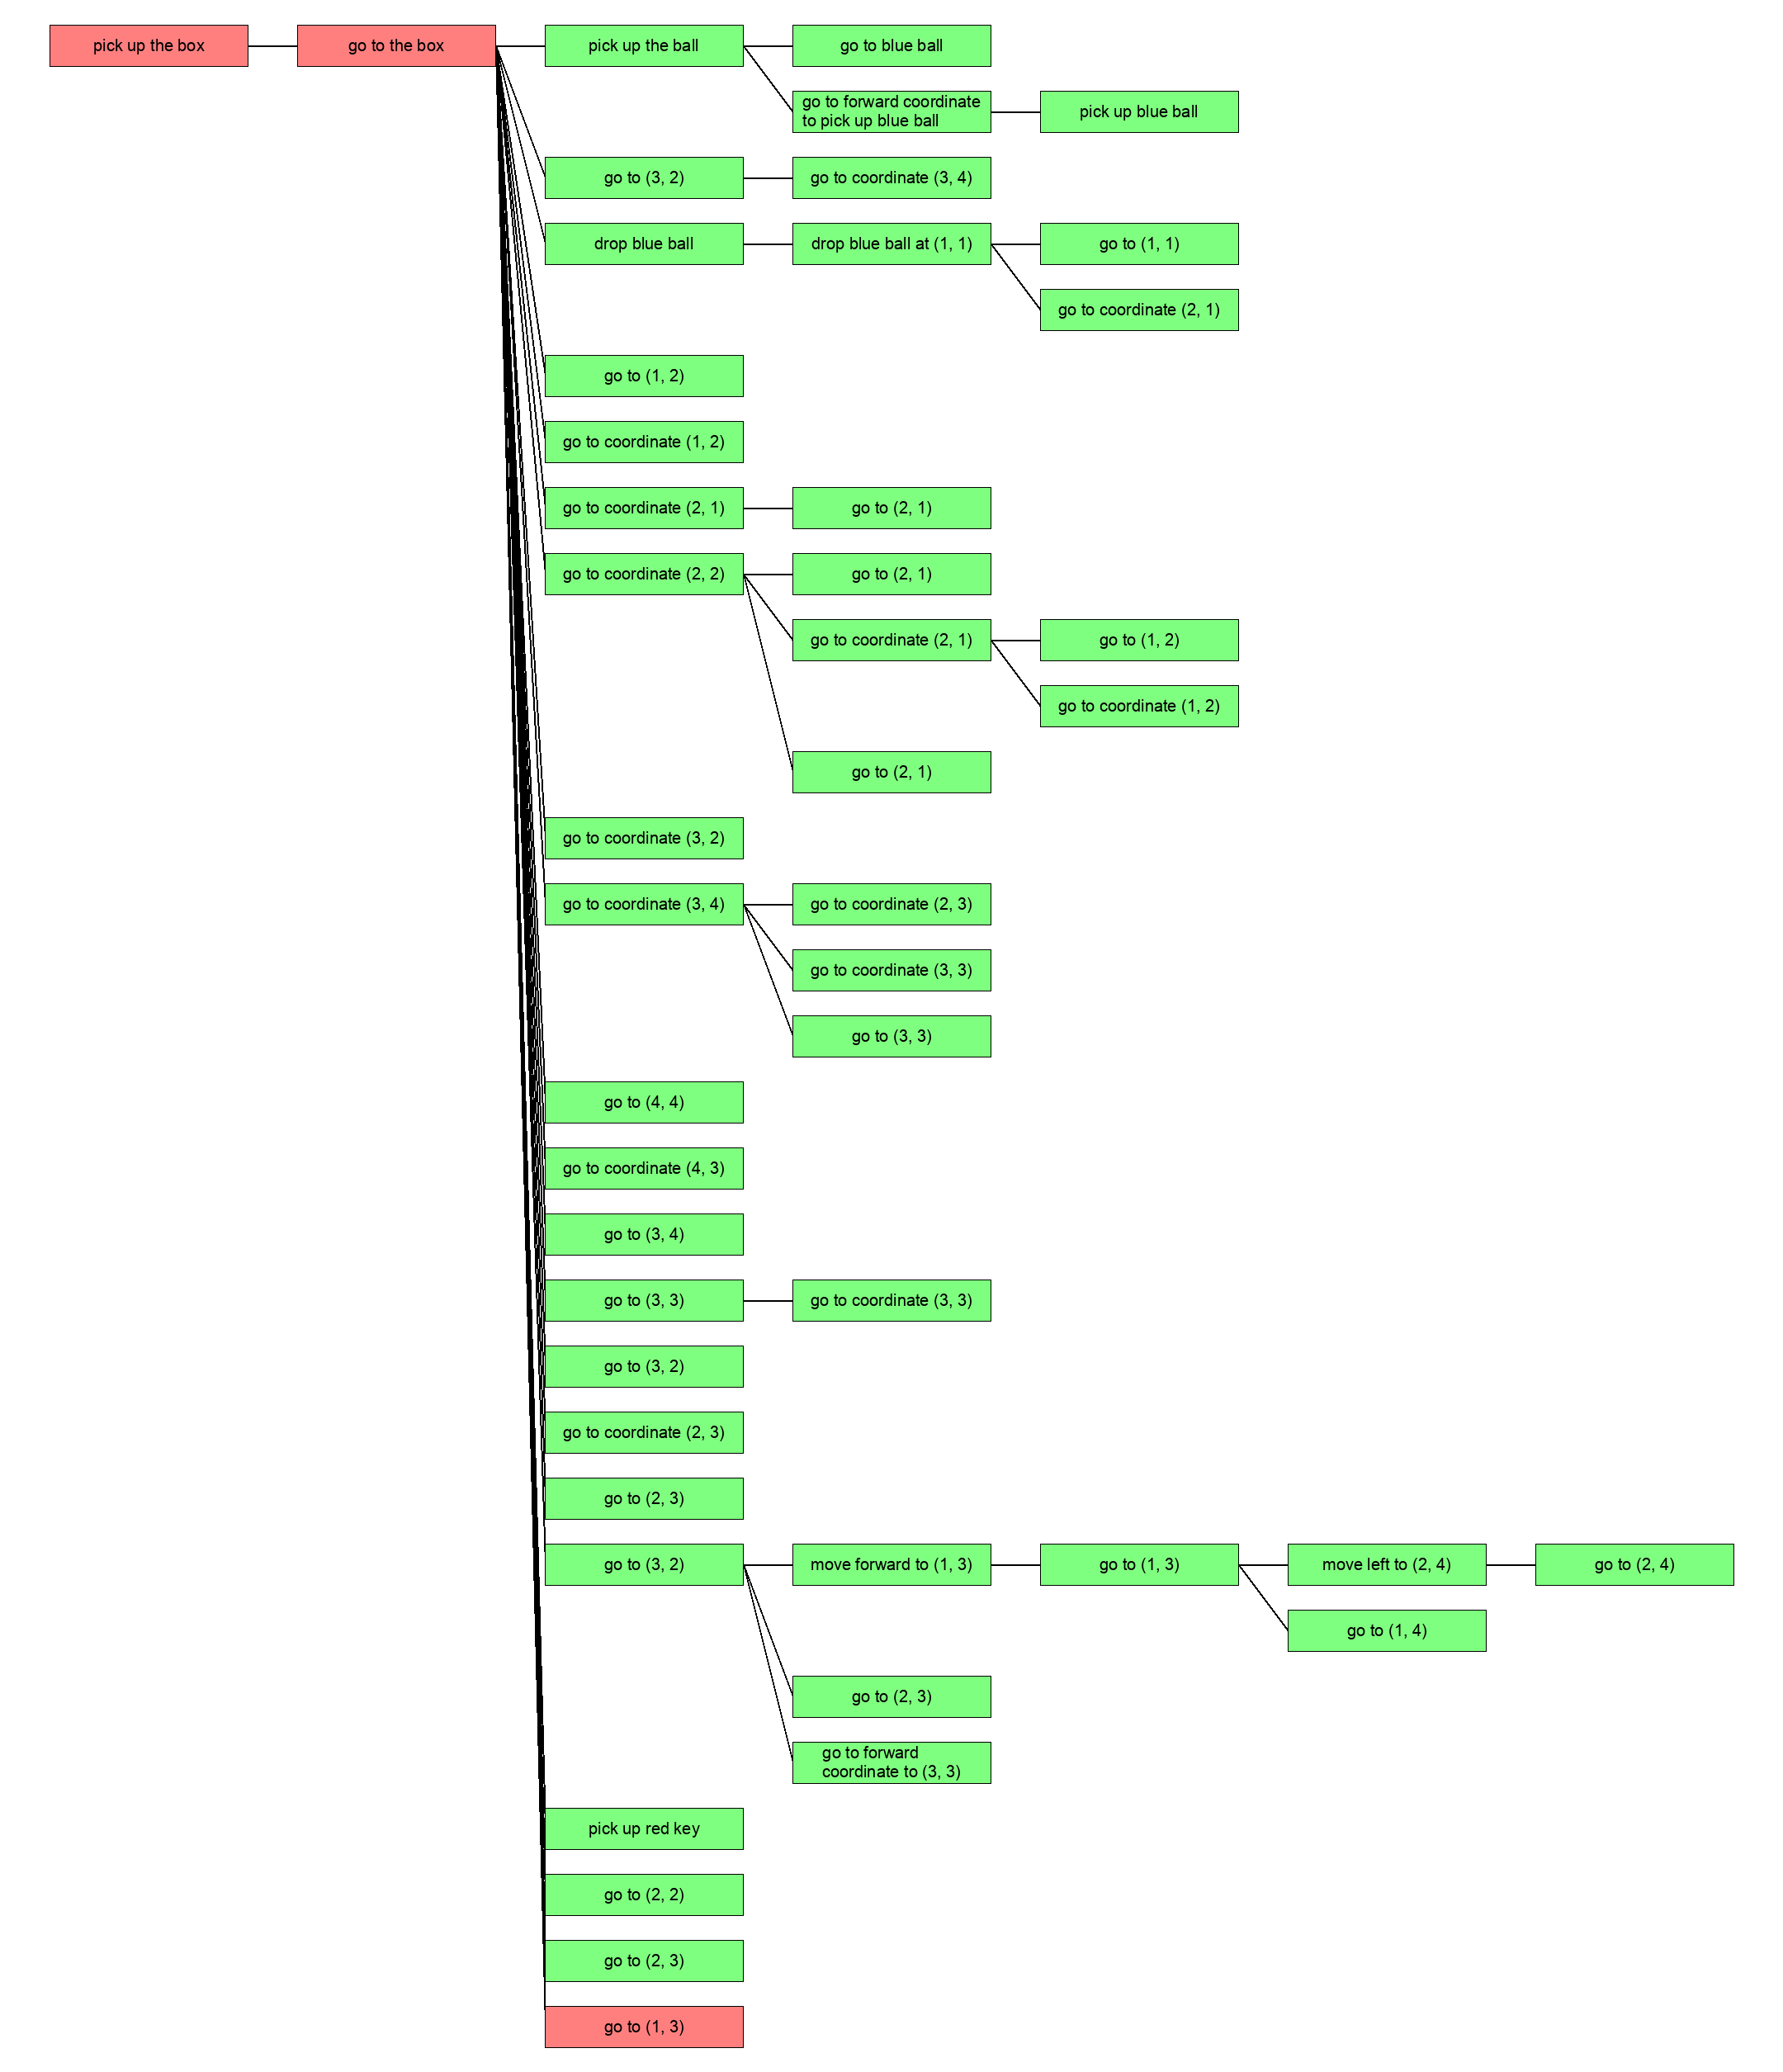 pick up the box
go to the box
pick up the ball
go to blue ball
go to forward coordinate
to pick up blue ball
pick up blue ball
go to (3, 2)
go to coordinate (3, 4)
drop blue ball
drop blue ball at (1, 1)
go to (1, 1)
go to coordinate (2, 1)
go to (1, 2)
go to coordinate (1, 2)
go to coordinate (2, 1)
go to (2, 1)
go to coordinate (2, 2)
go to (2, 1)
go to coordinate (2, 1)
go to (1, 2)
go to coordinate (1, 2)
go to (2, 1)
go to coordinate (3, 2)
go to coordinate (3, 4)
go to coordinate (2, 3)
go to coordinate (3, 3)
go to (3, 3)
go to (4, 4)
go to coordinate (4, 3)
go to (3, 4)
go to (3, 3)
go to coordinate (3, 3)
go to (3, 2)
go to coordinate (2, 3)
go to (2, 3)
go to (3, 2)
move forward to (1, 3)
go to (1, 3)
move left to (2, 4)
go to (2, 4)
go to (1, 4)
go to (2, 3)
go to forward
coordinate to (3, 3)
pick up red key
go to (2, 2)
go to (2, 3)
go to (1, 3)